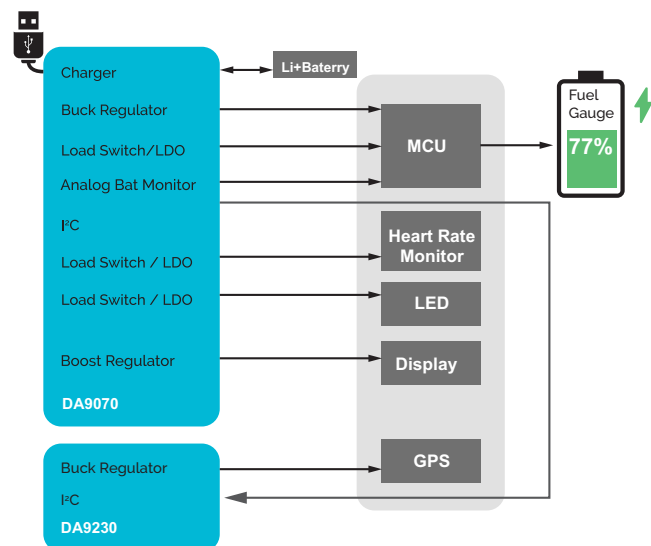 Charger
Li+Baterry
Buck Regulator
Load Switch/LDO
Analog Bat Monitor
MCU
Fuel
Gauge
77%
I²C
Load Switch / LDO
Heart Rate
Monitor
Load Switch / LDO
LED
Boost Regulator
Display
DA9070
Buck Regulator
GPS
I²C
DA9230